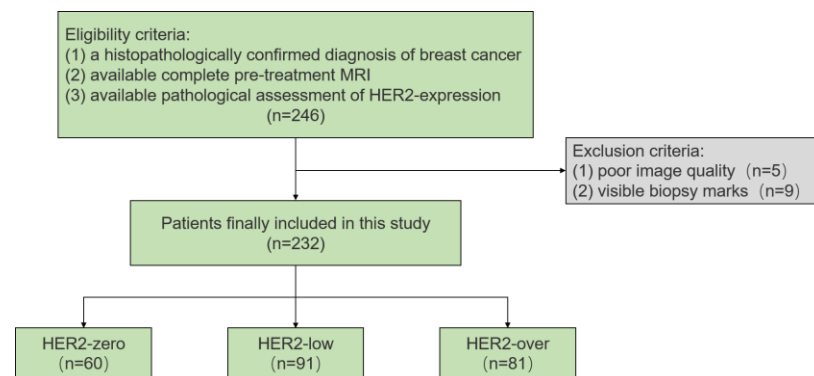 Eligibility criteria:
(1) a histopathologically confirmed diagnosis of breast cancer
(2) available complete pre-treatment MRI
(3) available pathological assessment of HER2-expression
(n=246)
Exclusion criteria:
(1) poor image quality（n=5）
(2) visible biopsy marks（n=9）
Patients finally included in this study
(n=232)
HER2-zero
（n=60）
HER2-low
（n=91）
HER2-over
（n=81）